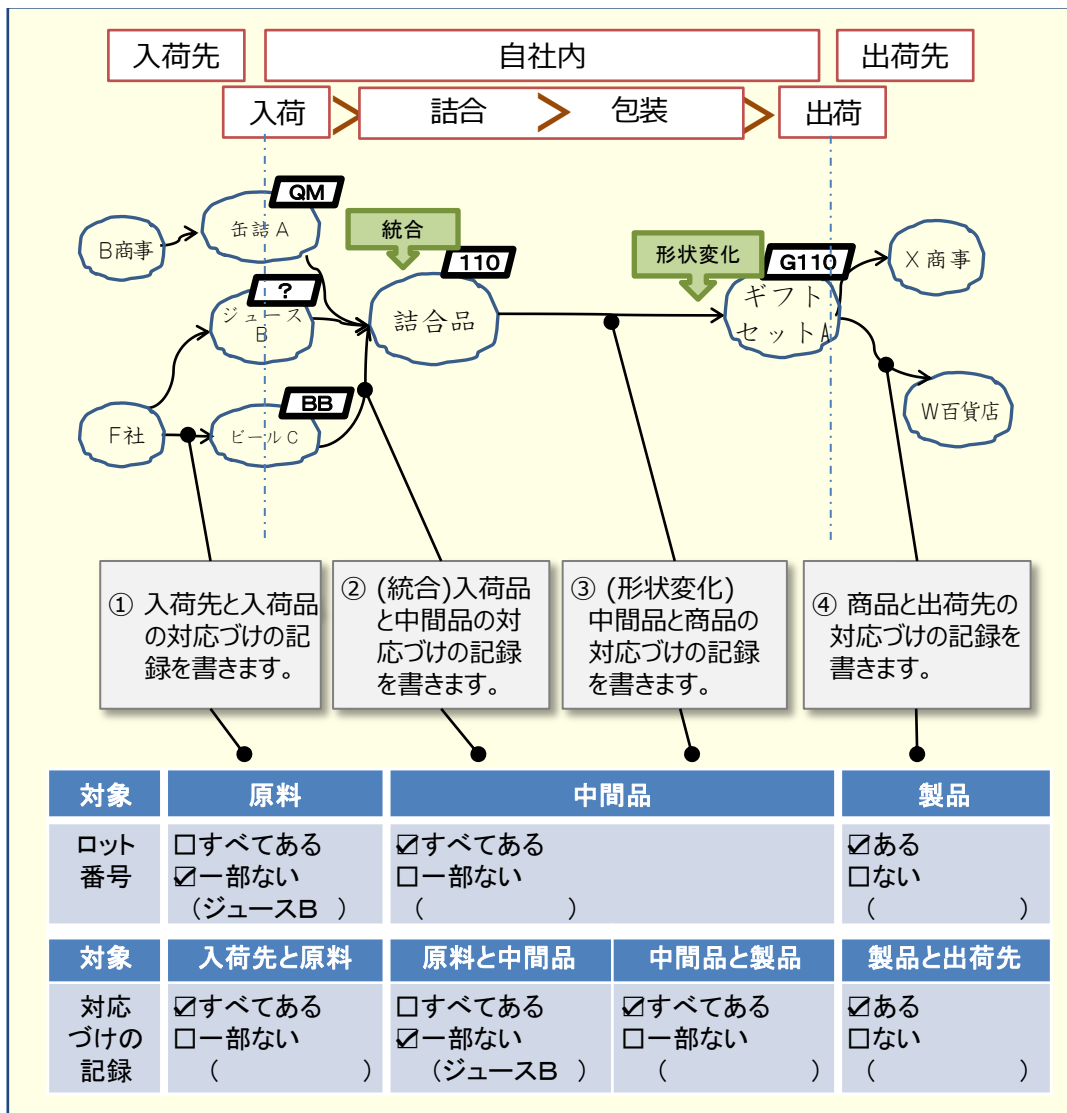 入荷先
自社内
出荷先
入荷
詰合
包装
出荷
QM
缶詰A
B商事
統合
110
形状変化
G110
X商事
?
ジュース
B
詰合品
ギフト
セットA
BB
F社
ビールC
W百貨店
① 入荷先と入荷品
の対応づけの記
録を書きます。
② (統合)入荷品
と中間品の対
応づけの記録
を書きます。
③ (形状変化)
中間品と商品の
対応づけの記録
を書きます。
④ 商品と出荷先の
対応づけの記録を
書きます。
対象 原料 中間品 製品
ロット
番号
☐すべてある
☑一部ない
(ジュースB )
☑すべてある
☐一部ない
( )
☑ある
☐ない
( )
対象 入荷先と原料 原料と中間品 中間品と製品 製品と出荷先
対応
づけの
記録
☑すべてある
☐一部ない
( )
☐すべてある
☑一部ない
(ジュースB )
☑すべてある
☐一部ない
( )
☑ある
☐ない
( )